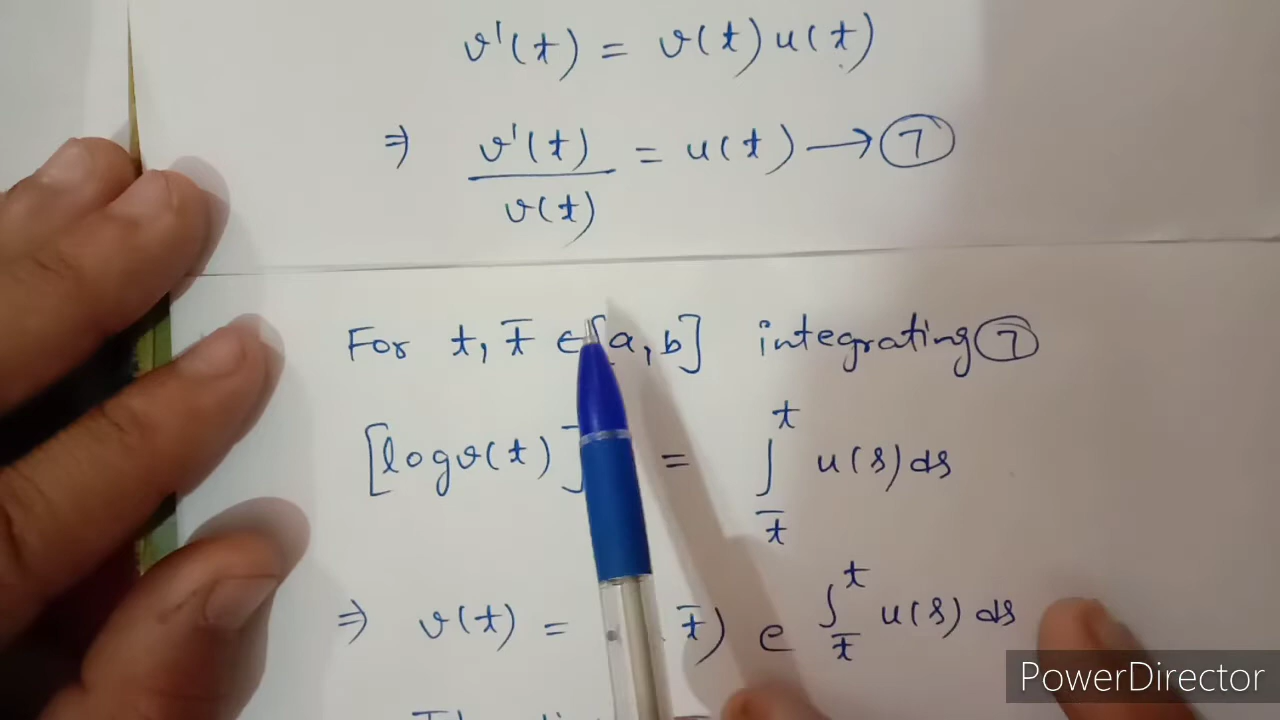 v'(t) = v(t) u(t)
⇒ v'(t) / v(t) = u(t) → ⑦
For t, t̅ ∈ [a, b] integrating ⑦
[log v(t)] = ∫_t̅^t u(s) ds
⇒ v(t) = t̅) e ∫_t̅^t u(s) ds
PowerDirector